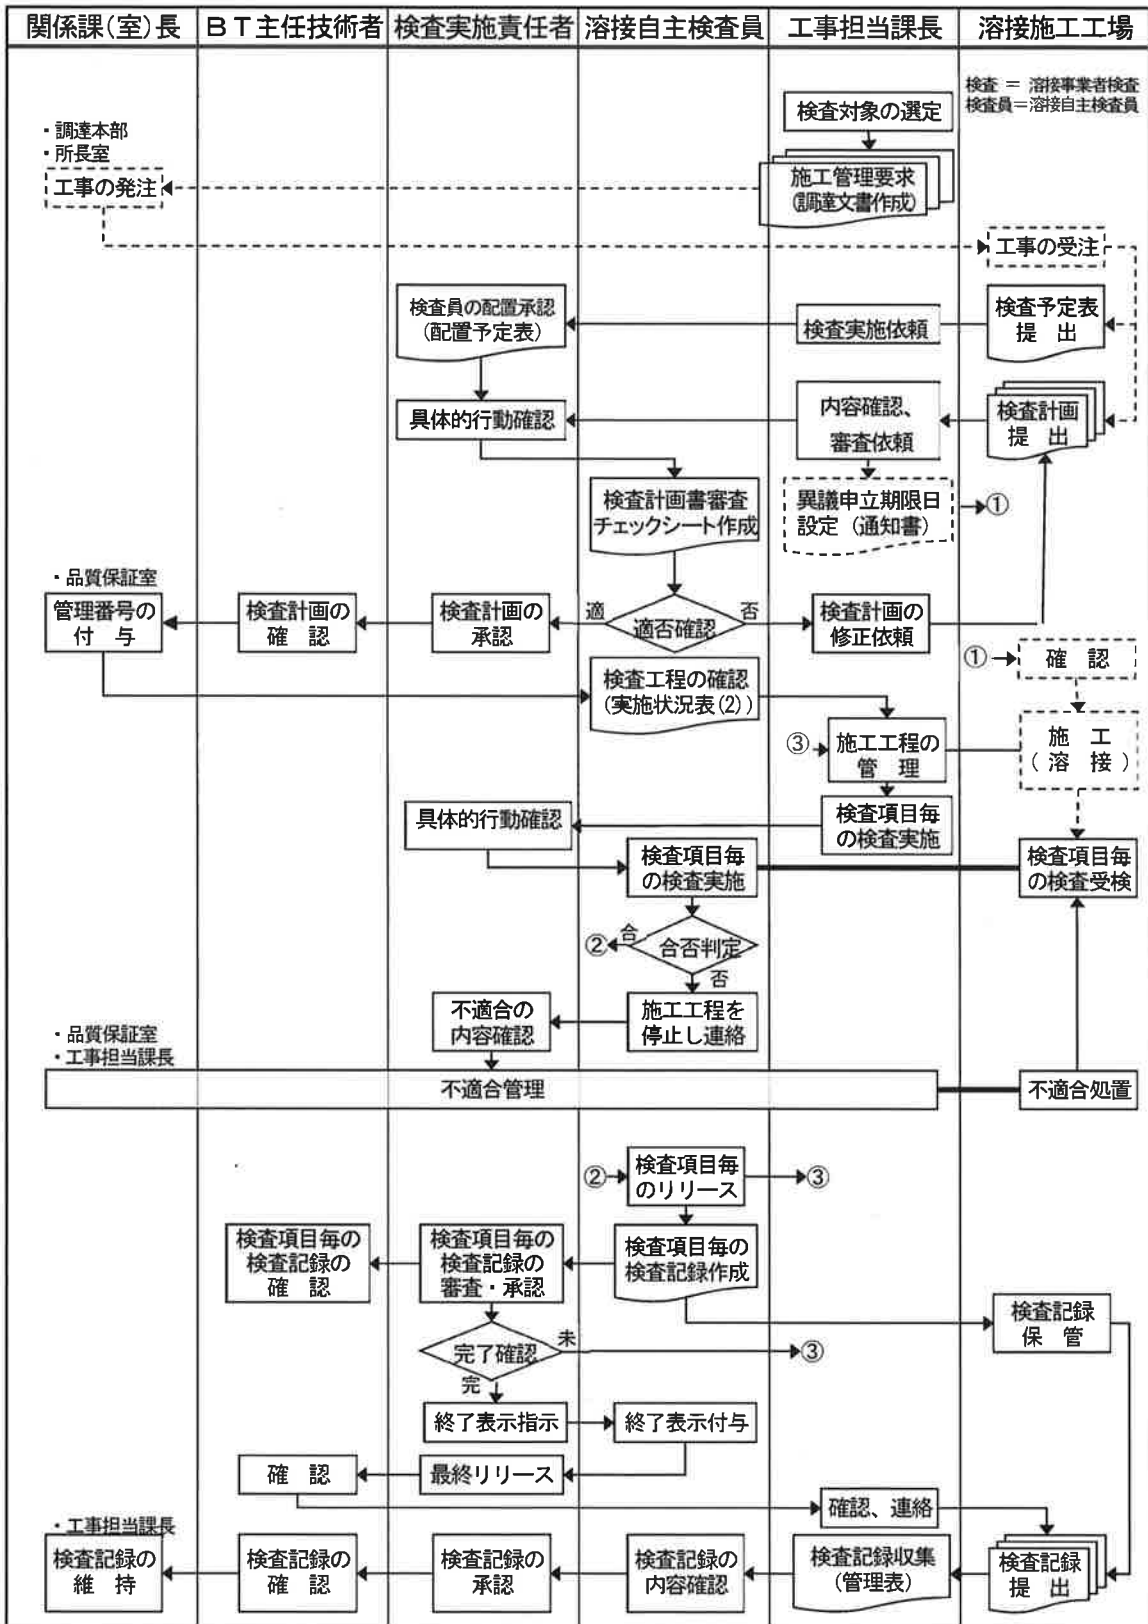 関係課(室)長
ＢＴ主任技術者
検査実施責任者
溶接自主検査員
工事担当課長
溶接施工工場
検査 ＝ 溶接事業者検査
検査員＝溶接自主検査員
検査対象の選定
・調達本部
・所長室
工事の発注
施工管理要求
(調達文書作成)
工事の受注
検査員の配置承認
(配置予定表)
検査実施依頼
検査予定表
提　出
具体的行動確認
内容確認、
審査依頼
検査計画
提　出
検査計画書審査
チェックシート作成
異議申立期限日
設定（通知書）
①
・品質保証室
管理番号の
付　与
検査計画の
確　認
検査計画の
承認
適
適否確認
否
検査計画の
修正依頼
①
確　認
検査工程の確認
(実施状況表(2))
③
施工工程の
管　理
施　工
(溶　接)
具体的行動確認
検査項目毎
の検査実施
検査項目毎
の検査実施
検査項目毎
の検査受検
②
合
合否判定
否
不適合の
内容確認
施工工程を
停止し連絡
・品質保証室
・工事担当課長
不適合管理
不適合処置
②
検査項目毎
のリリース
③
検査項目毎の
検査記録の
確　認
検査項目毎の
検査記録の
審査・承認
検査項目毎の
検査記録作成
検査記録
保　管
完了確認
未
③
完
終了表示指示
終了表示付与
確　認
最終リリース
確認、連絡
・工事担当課長
検査記録の
維　持
検査記録の
確　認
検査記録の
承認
検査記録の
内容確認
検査記録収集
(管理表)
検査記録
提　出